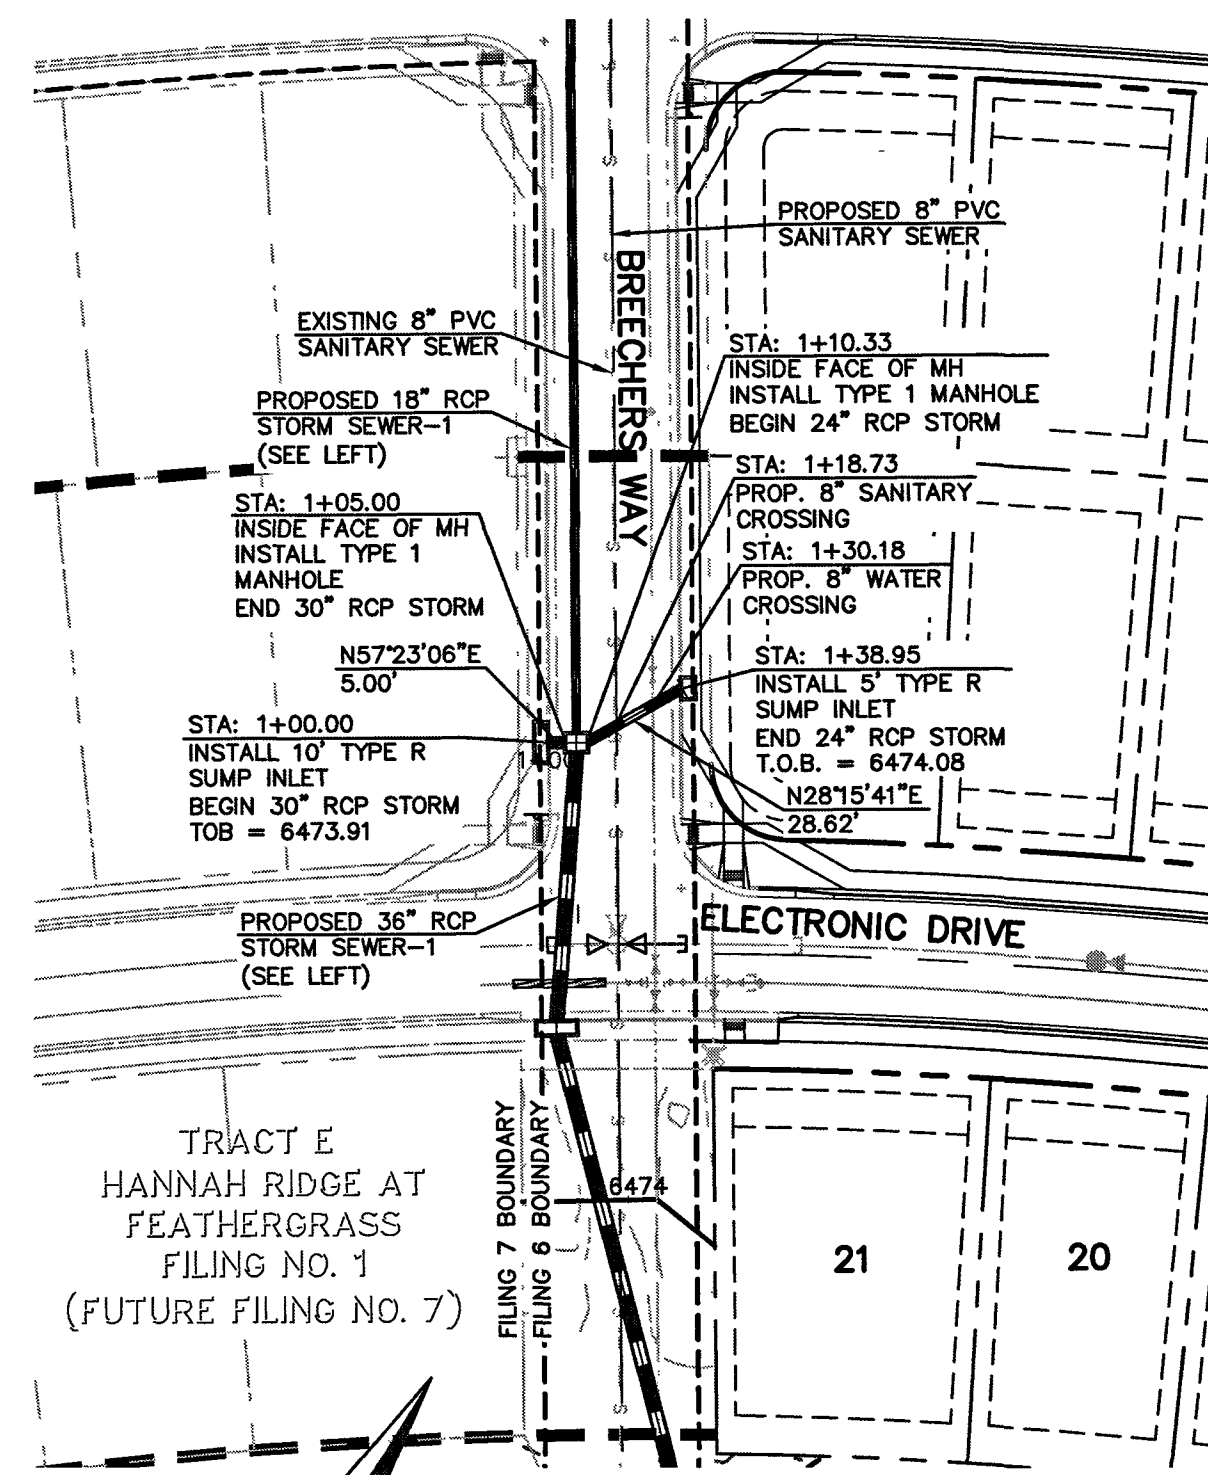 PROPOSED 8" PVC
SANITARY SEWER
BREECHERS WAY
EXISTING 8" PVC
SANITARY SEWER
STA: 1+10.33
INSIDE FACE OF MH
INSTALL TYPE 1 MANHOLE
BEGIN 24" RCP STORM
PROPOSED 18" RCP
STORM SEWER-1
(SEE LEFT)
STA: 1+18.73
PROP. 8" SANITARY
CROSSING
STA: 1+05.00
INSIDE FACE OF MH
INSTALL TYPE 1
MANHOLE
END 30" RCP STORM
STA: 1+30.18
PROP. 8" WATER
CROSSING
N57°23'06"E
5.00'
STA: 1+38.95
INSTALL 5' TYPE R
SUMP INLET
END 24" RCP STORM
T.O.B. = 6474.08
STA: 1+00.00
INSTALL 10' TYPE R
SUMP INLET
BEGIN 30" RCP STORM
TOB = 6473.91
N28°15'41"E
28.62'
PROPOSED 36" RCP
STORM SEWER-1
(SEE LEFT)
ELECTRONIC DRIVE
FILING 7 BOUNDARY
FILING 6 BOUNDARY
TRACT E
HANNAH RIDGE AT
FEATHERGRASS
FILING NO. 1
(FUTURE FILING NO. 7)
6474
21
20
S
S
S
S
S
S
S
S